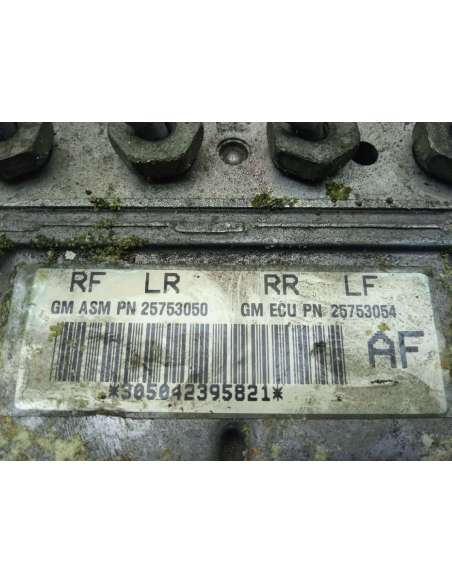 RF LR RR LF
GM ASM PN 25753050 GM ECU PN 25753054
AF
*305042395821*